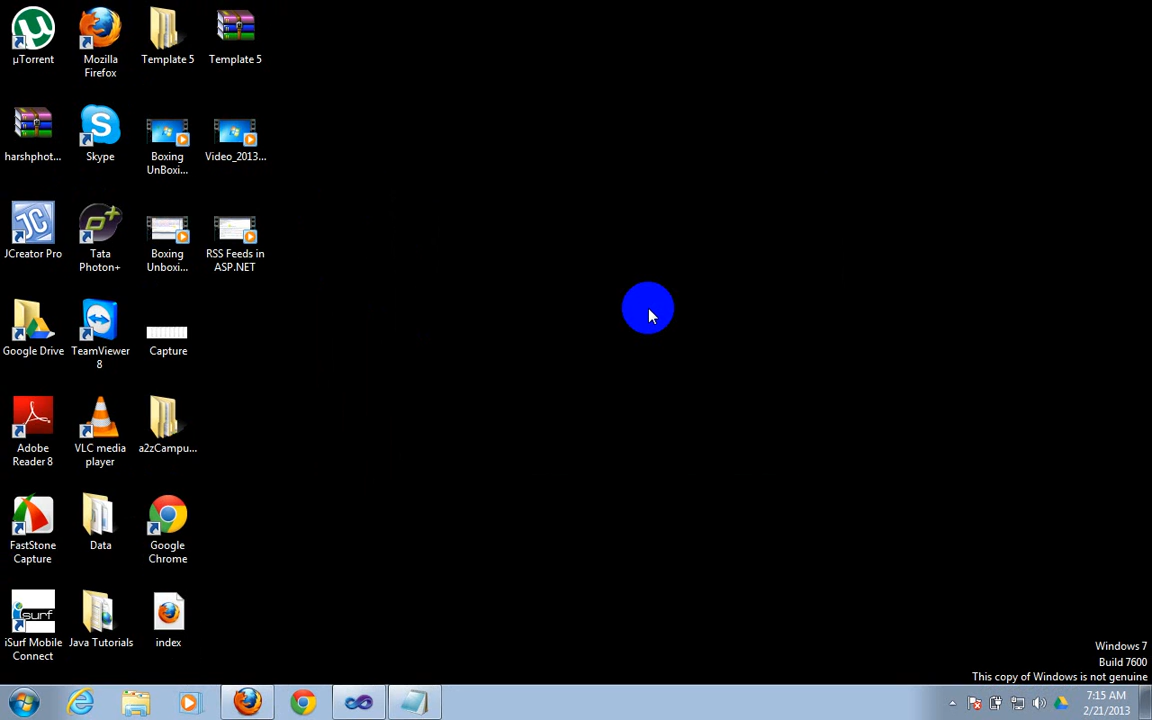 µTorrent
Mozilla
Firefox
Template 5
Template 5
harshphot...
Skype
Boxing
UnBoxi...
Video_2013...
JCreator Pro
Tata
Photon+
Boxing
Unboxi...
RSS Feeds in
ASP.NET
Google Drive
TeamViewer
8
Capture
Adobe
Reader 8
VLC media
player
a2zCampu...
FastStone
Capture
Data
Google
Chrome
isurf
iSurf Mobile
Connect
Java Tutorials
index
Windows 7
Build 7600
This copy of Windows is not genuine
7:15 AM
2/21/2013